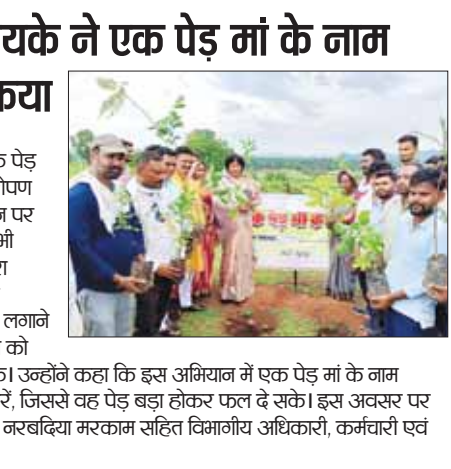 यके ने एक पेड़ मां के नाम
कया
पेड़
ोपण
पर
भी
लगाने
को
उन्होंने कहा कि इस अभियान में एक पेड़ मां के नाम
रें, जिससे वह पेड़ बड़ा होकर फल दे सके। इस अवसर पर
नरबदिया मरकाम सहित विभागीय अधिकारी, कर्मचारी एवं